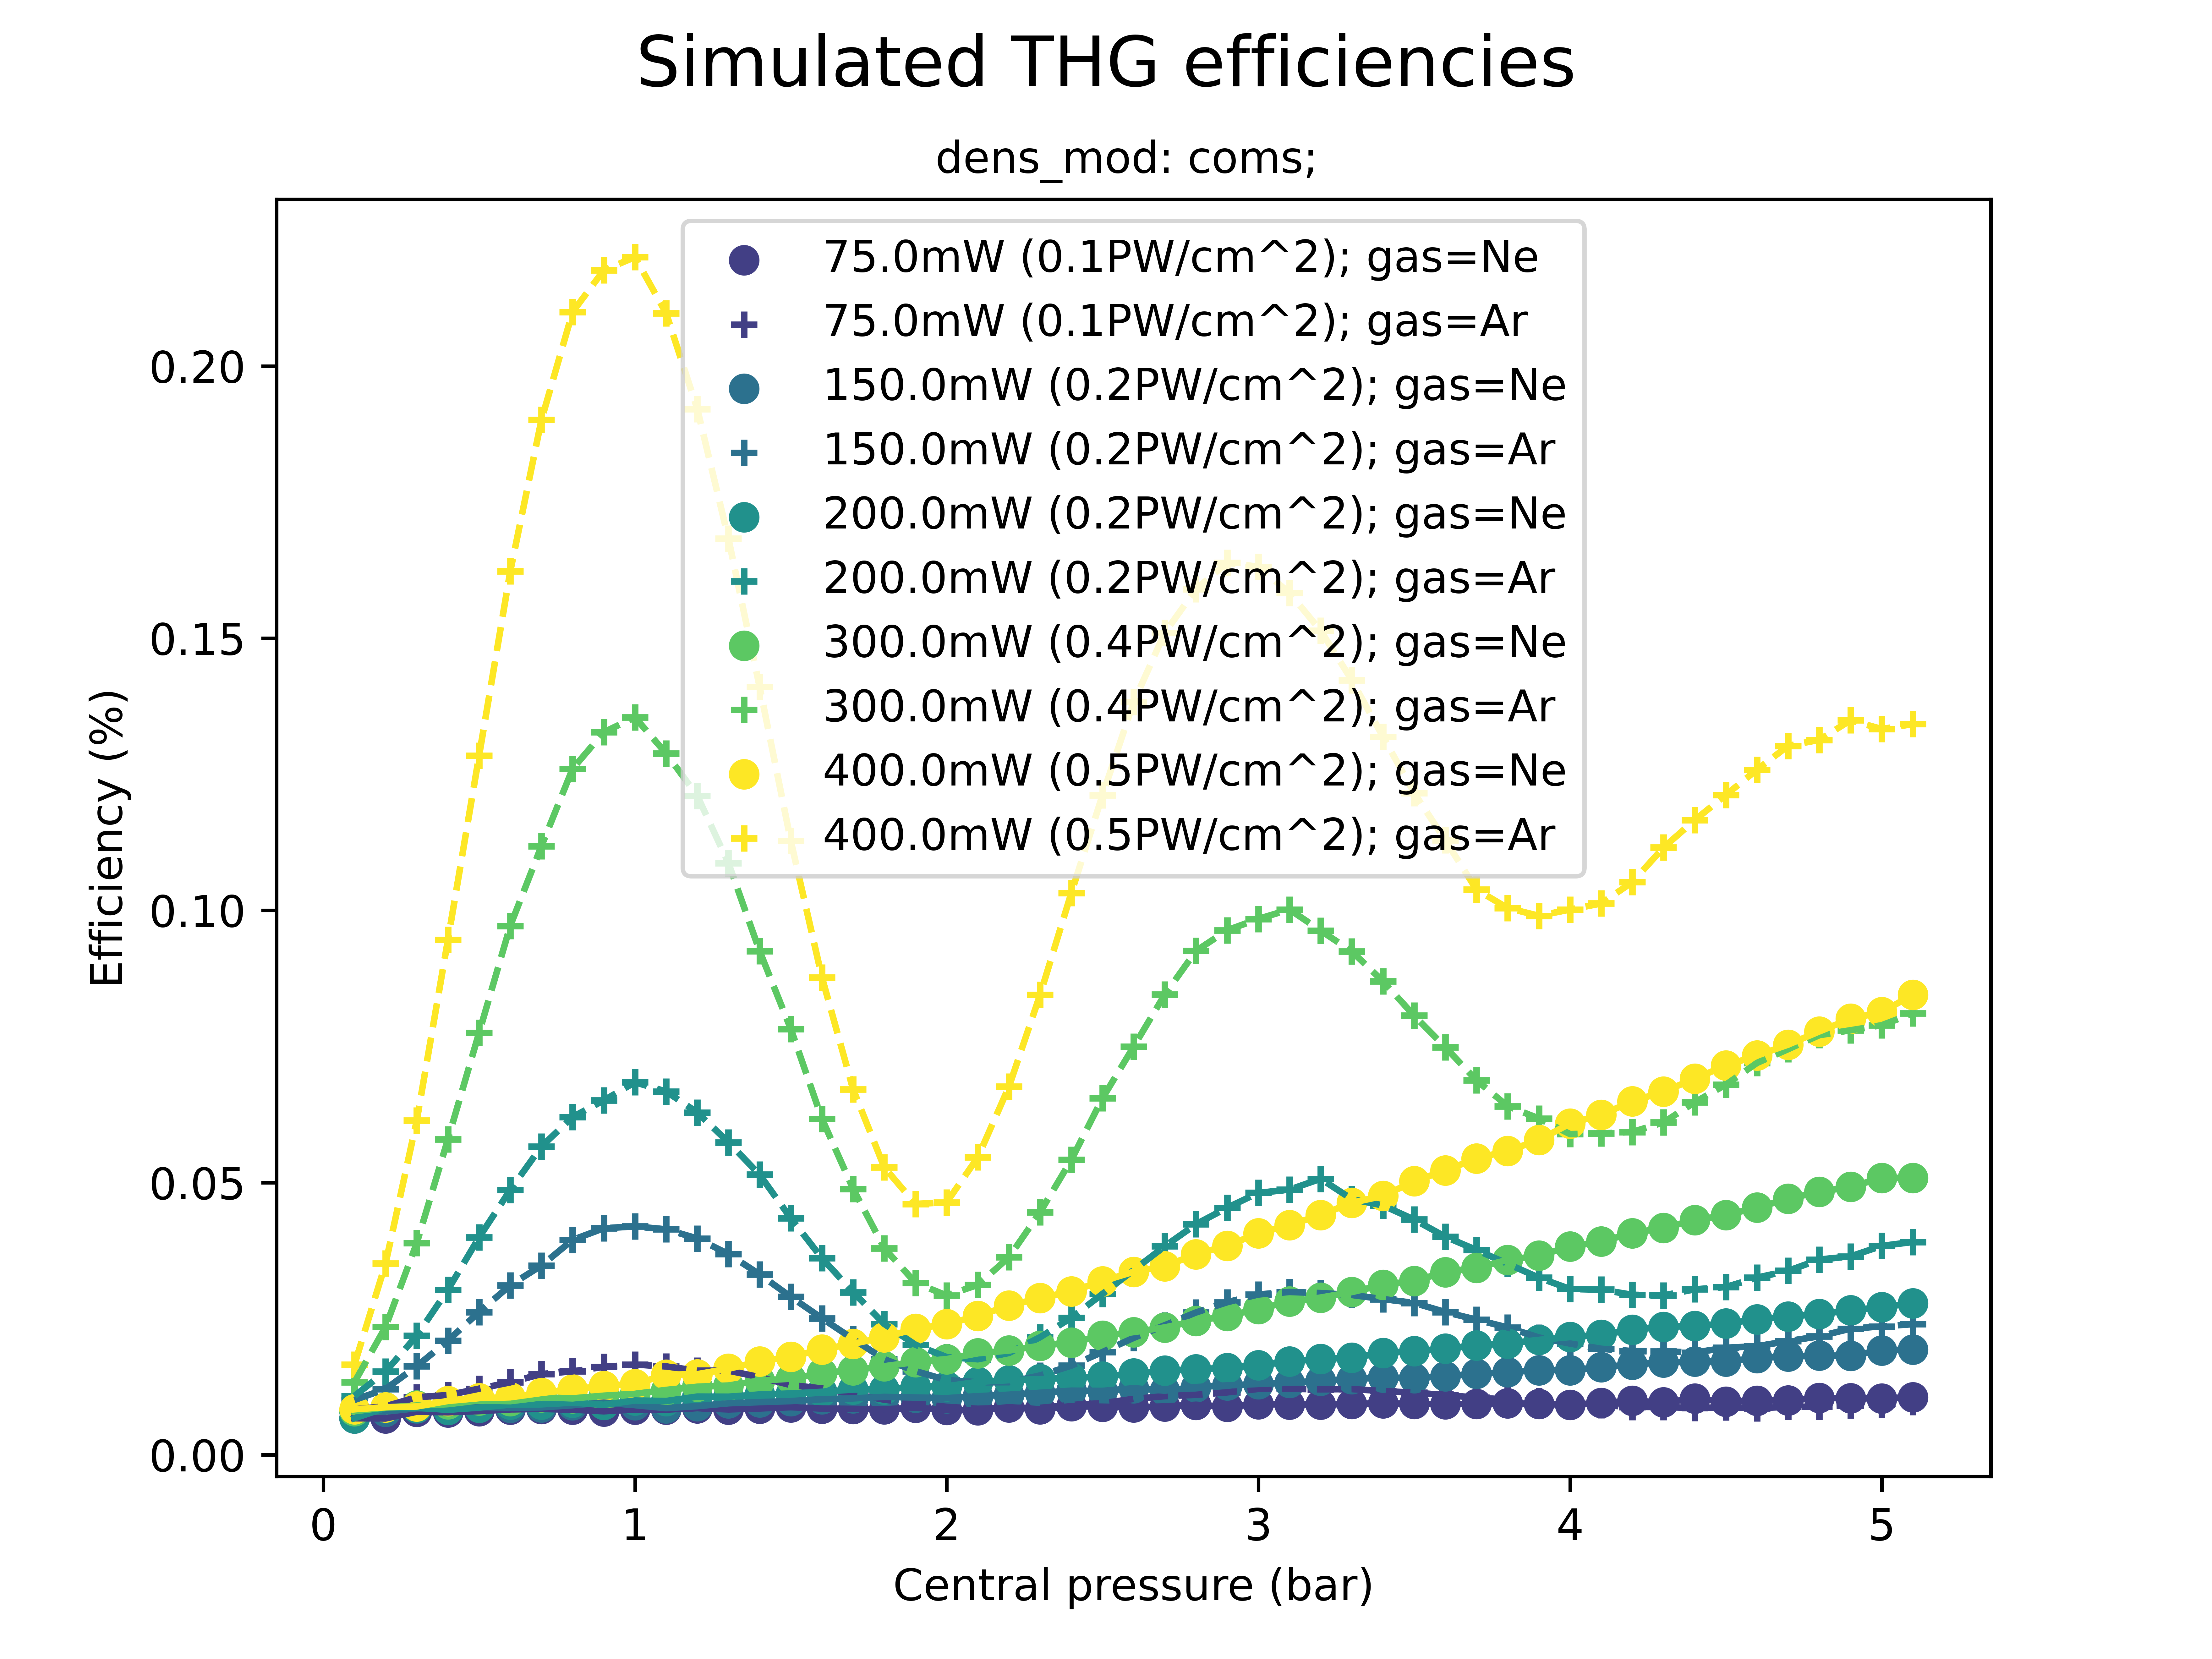 Simulated THG efficiencies
dens_mod: coms;
75.0mW (0.1PW/cm^2); gas=Ne
75.0mW (0.1PW/cm^2); gas=Ar
150.0mW (0.2PW/cm^2); gas=Ne
150.0mW (0.2PW/cm^2); gas=Ar
200.0mW (0.2PW/cm^2); gas=Ne
200.0mW (0.2PW/cm^2); gas=Ar
300.0mW (0.4PW/cm^2); gas=Ne
300.0mW (0.4PW/cm^2); gas=Ar
400.0mW (0.5PW/cm^2); gas=Ne
400.0mW (0.5PW/cm^2); gas=Ar
Efficiency (%)
0.20
0.15
0.10
0.05
0.00
0 1 2 3 4 5
Central pressure (bar)